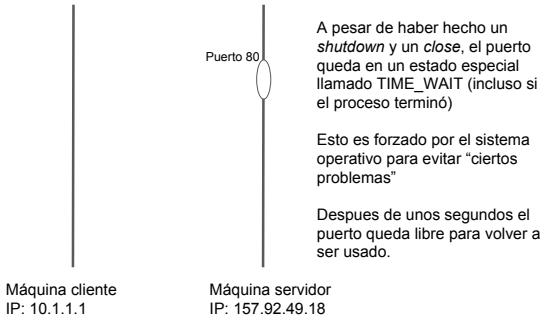 Puerto 80
A pesar de haber hecho un
shutdown y un close, el puerto
queda en un estado especial
llamado TIME_WAIT (incluso si
el proceso terminó)
Esto es forzado por el sistema
operativo para evitar “ciertos
problemas”
Despues de unos segundos el
puerto queda libre para volver a
ser usado.
Máquina cliente
IP: 10.1.1.1
Máquina servidor
IP: 157.92.49.18